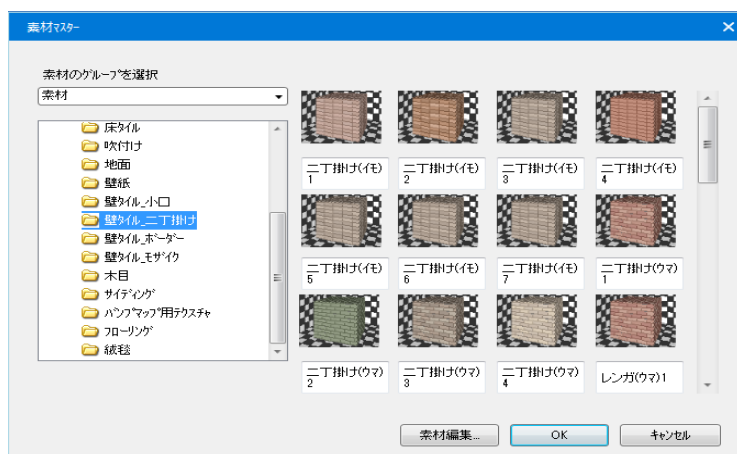 素材ﾏｽﾀｰ
素材のｸﾞﾙｰﾌﾟを選択
素材
床ﾀｲﾙ
吹付け
地面
壁紙
壁ﾀｲﾙ_小口
壁ﾀｲﾙ_二丁掛け
壁ﾀｲﾙ_ﾎﾞｰﾀﾞｰ
壁ﾀｲﾙ_ﾓｻﾞｲｸ
木目
ｻｲﾃﾞｨﾝｸﾞ
ﾊﾞﾝﾌﾟﾏｯﾌﾟ用ﾃｸｽﾁｬ
ﾌﾛｰﾘﾝｸﾞ
絨毯
二丁掛け(イモ)
1
二丁掛け(イモ)
2
二丁掛け(イモ)
3
二丁掛け(イモ)
4
二丁掛け(イモ)
5
二丁掛け(イモ)
6
二丁掛け(イモ)
7
二丁掛け(ウマ)
1
二丁掛け(ウマ)
2
二丁掛け(ウマ)
3
二丁掛け(ウマ)
4
レンガ(ウマ)1
素材編集...
OK
ｷｬﾝｾﾙ